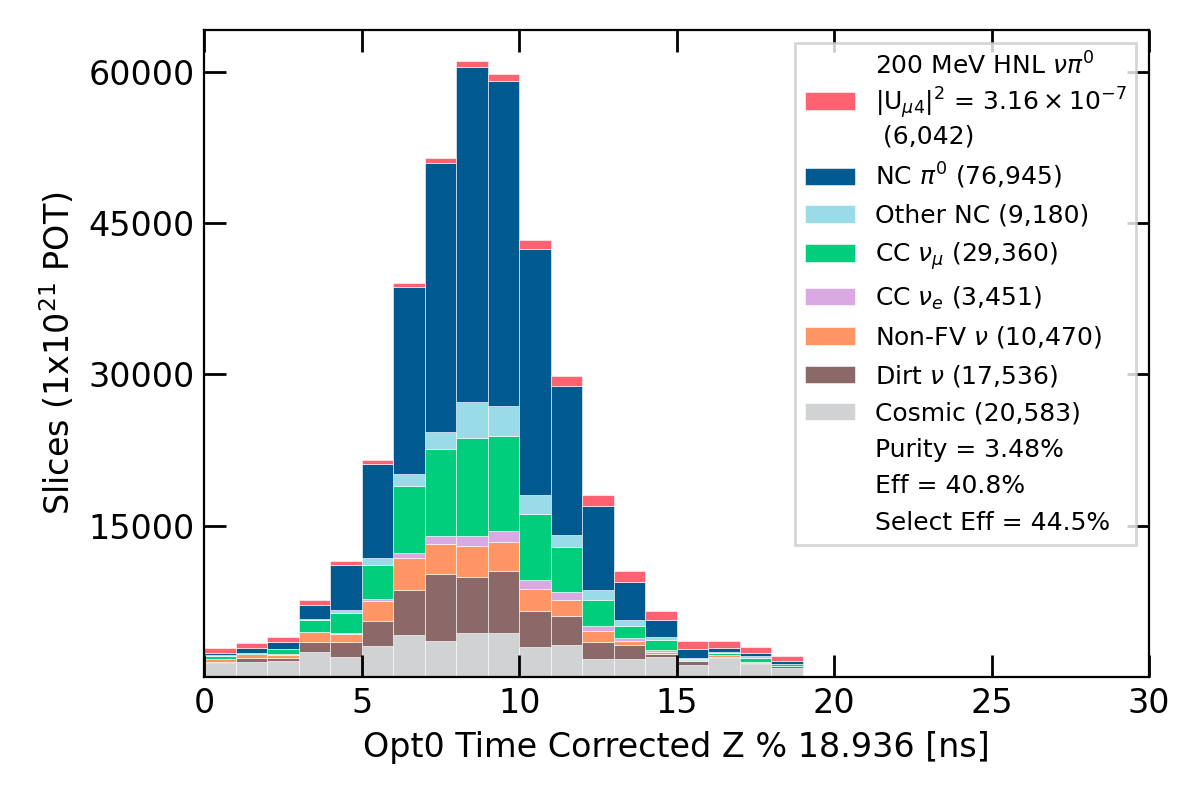 60000
45000
30000
15000
Slices (1x10²¹ POT)
0 5 10 15 20 25 30
Opt0 Time Corrected Z % 18.936 [ns]
200 MeV HNL νπ⁰
|U_{μ4}|² = 3.16 × 10⁻⁷
(6,042)
NC π⁰ (76,945)
Other NC (9,180)
CC ν_μ (29,360)
CC ν_e (3,451)
Non-FV ν (10,470)
Dirt ν (17,536)
Cosmic (20,583)
Purity = 3.48%
Eff = 40.8%
Select Eff = 44.5%